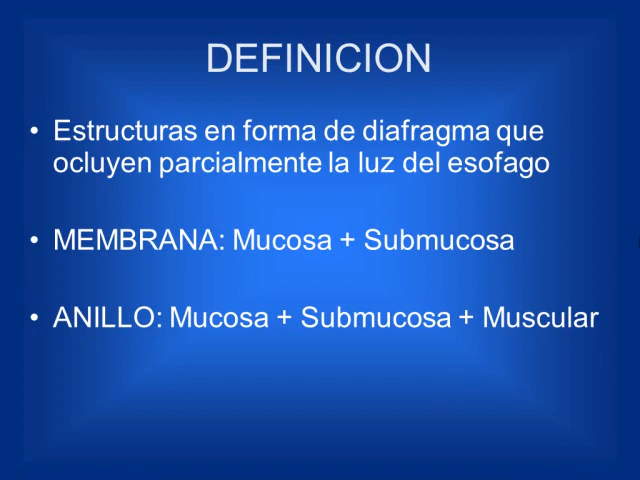 DEFINICION
• Estructuras en forma de diafragma que
ocluyen parcialmente la luz del esofago
• MEMBRANA: Mucosa + Submucosa
• ANILLO: Mucosa + Submucosa + Muscular